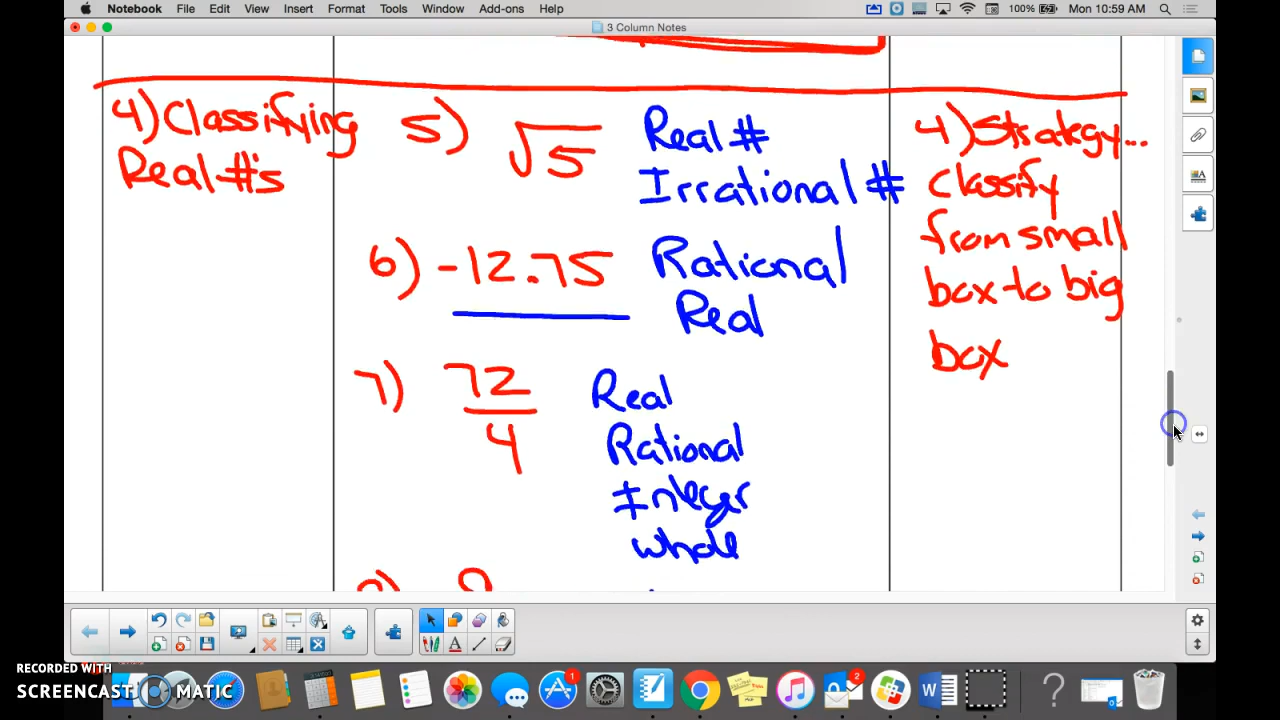 Notebook File Edit View Insert Format Tools Window Add-ons Help 100% Mon 10:59 AM
3 Column Notes
4) Classifying
Real #'s
5) √5
Real #
Irrational #
6) -12.75
Rational
Real
7) 72
4
Real
Rational
Integer
whole
4) Strategy...
classify
from small
box to big
box
1
2
RECORDED WITH
SCREENCAST MATIC